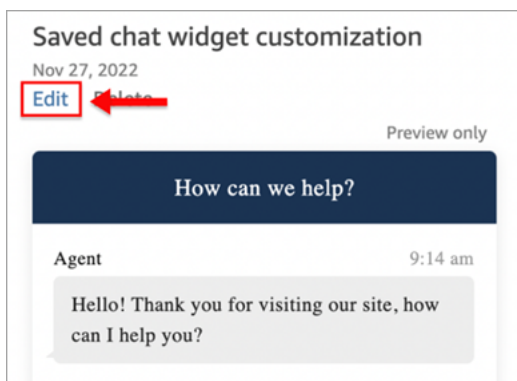 Saved chat widget customization
Nov 27, 2022
Edit Delete
Preview only
How can we help?
Agent 9:14 am
Hello! Thank you for visiting our site, how
can I help you?